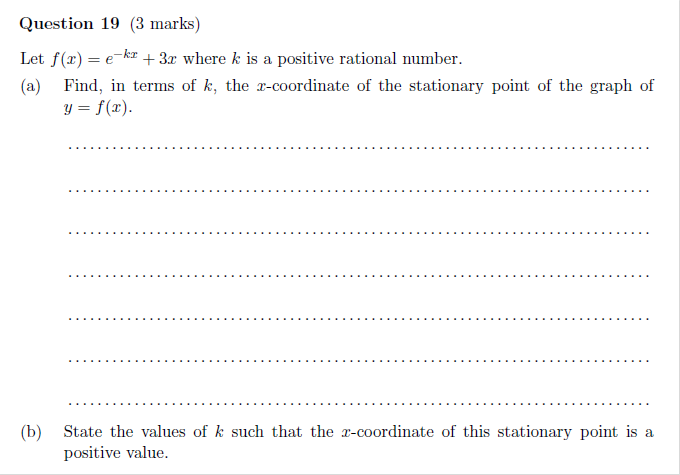 Question 19 (3 marks)
Let f(x) = e^{−kx} + 3x where k is a positive rational number.
(a) Find, in terms of k, the x-coordinate of the stationary point of the graph of
y = f(x).
(b) State the values of k such that the x-coordinate of this stationary point is a
positive value.